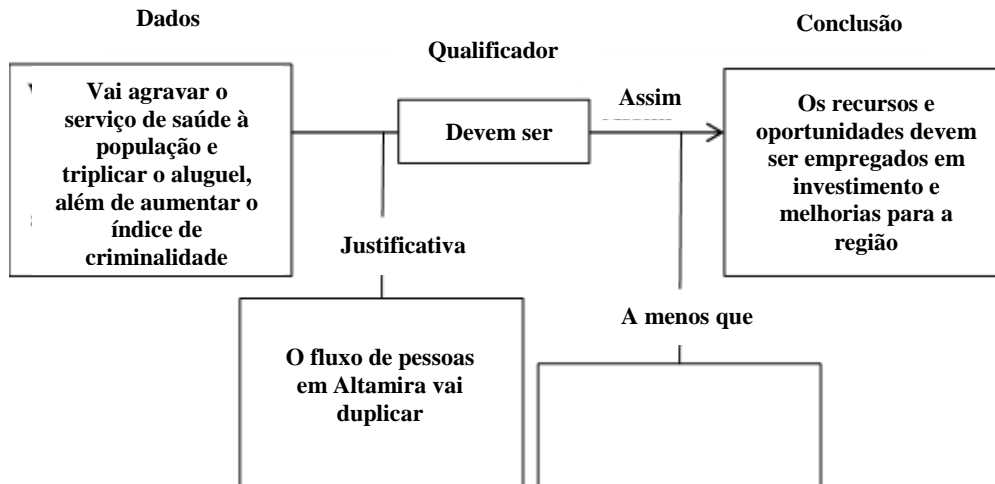 Dados
Qualificador
Conclusão
Vai agravar o
serviço de saúde à
população e
triplicar o aluguel,
além de aumentar o
índice de
criminalidade
Devem ser
Assim
Os recursos e
oportunidades devem
ser empregados em
investimento e
melhorias para a
região
Justificativa
A menos que
O fluxo de pessoas
em Altamira vai
duplicar